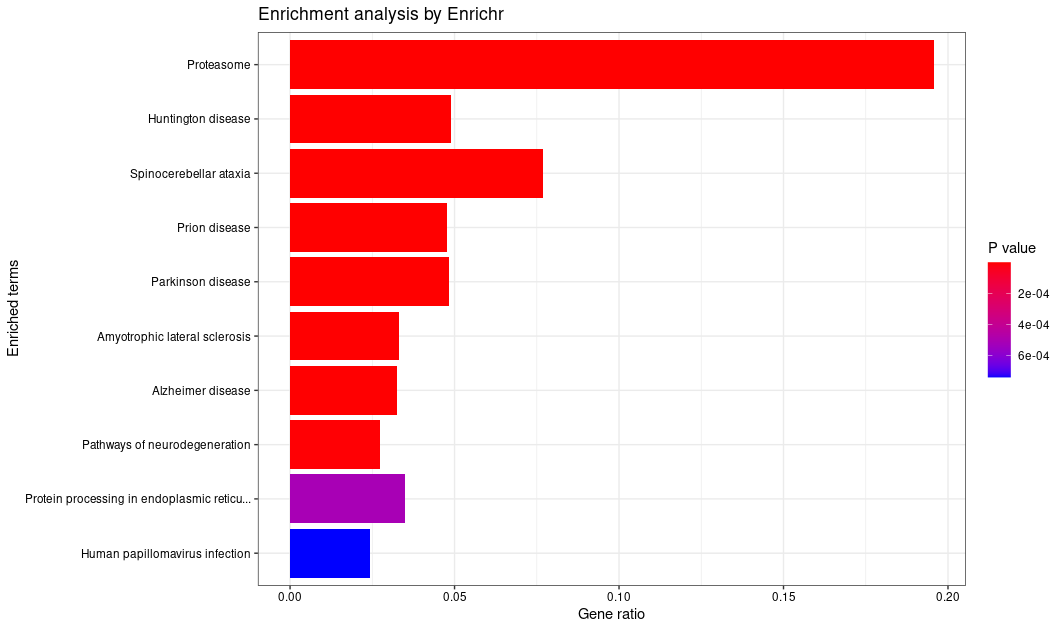 Enrichment analysis by Enrichr
Proteasome
Huntington disease
Spinocerebellar ataxia
Prion disease
Parkinson disease
Amyotrophic lateral sclerosis
Alzheimer disease
Pathways of neurodegeneration
Protein processing in endoplasmic reticu...
Human papillomavirus infection
Enriched terms
0.00 0.05 0.10 0.15 0.20
Gene ratio
P value
2e-04
4e-04
6e-04